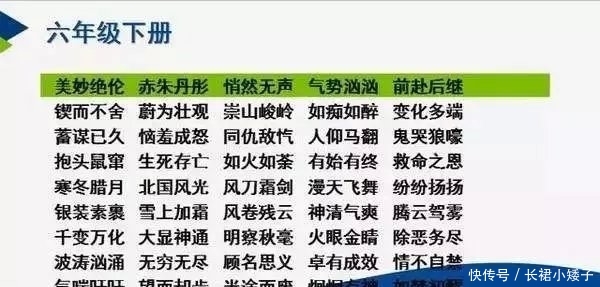 六年级下册
美妙绝伦 赤朱丹彤 悄然无声 气势汹汹 前赴后继
锲而不舍 蔚为壮观 崇山峻岭 如痴如醉 变化多端
蓄谋已久 恼羞成怒 同仇敌忾 人仰马翻 鬼哭狼嚎
抱头鼠窜 生死存亡 如火如荼 有始有终 救命之恩
寒冬腊月 北国风光 风刀霜剑 漫天飞舞 纷纷扬扬
银装素裹 雪上加霜 风卷残云 神清气爽 腾云驾雾
千变万化 大显神通 明察秋毫 火眼金睛 除恶务尽
波涛汹涌 无穷无尽 顾名思义 卓有成效 情不自禁
快传号/长裙小矮子